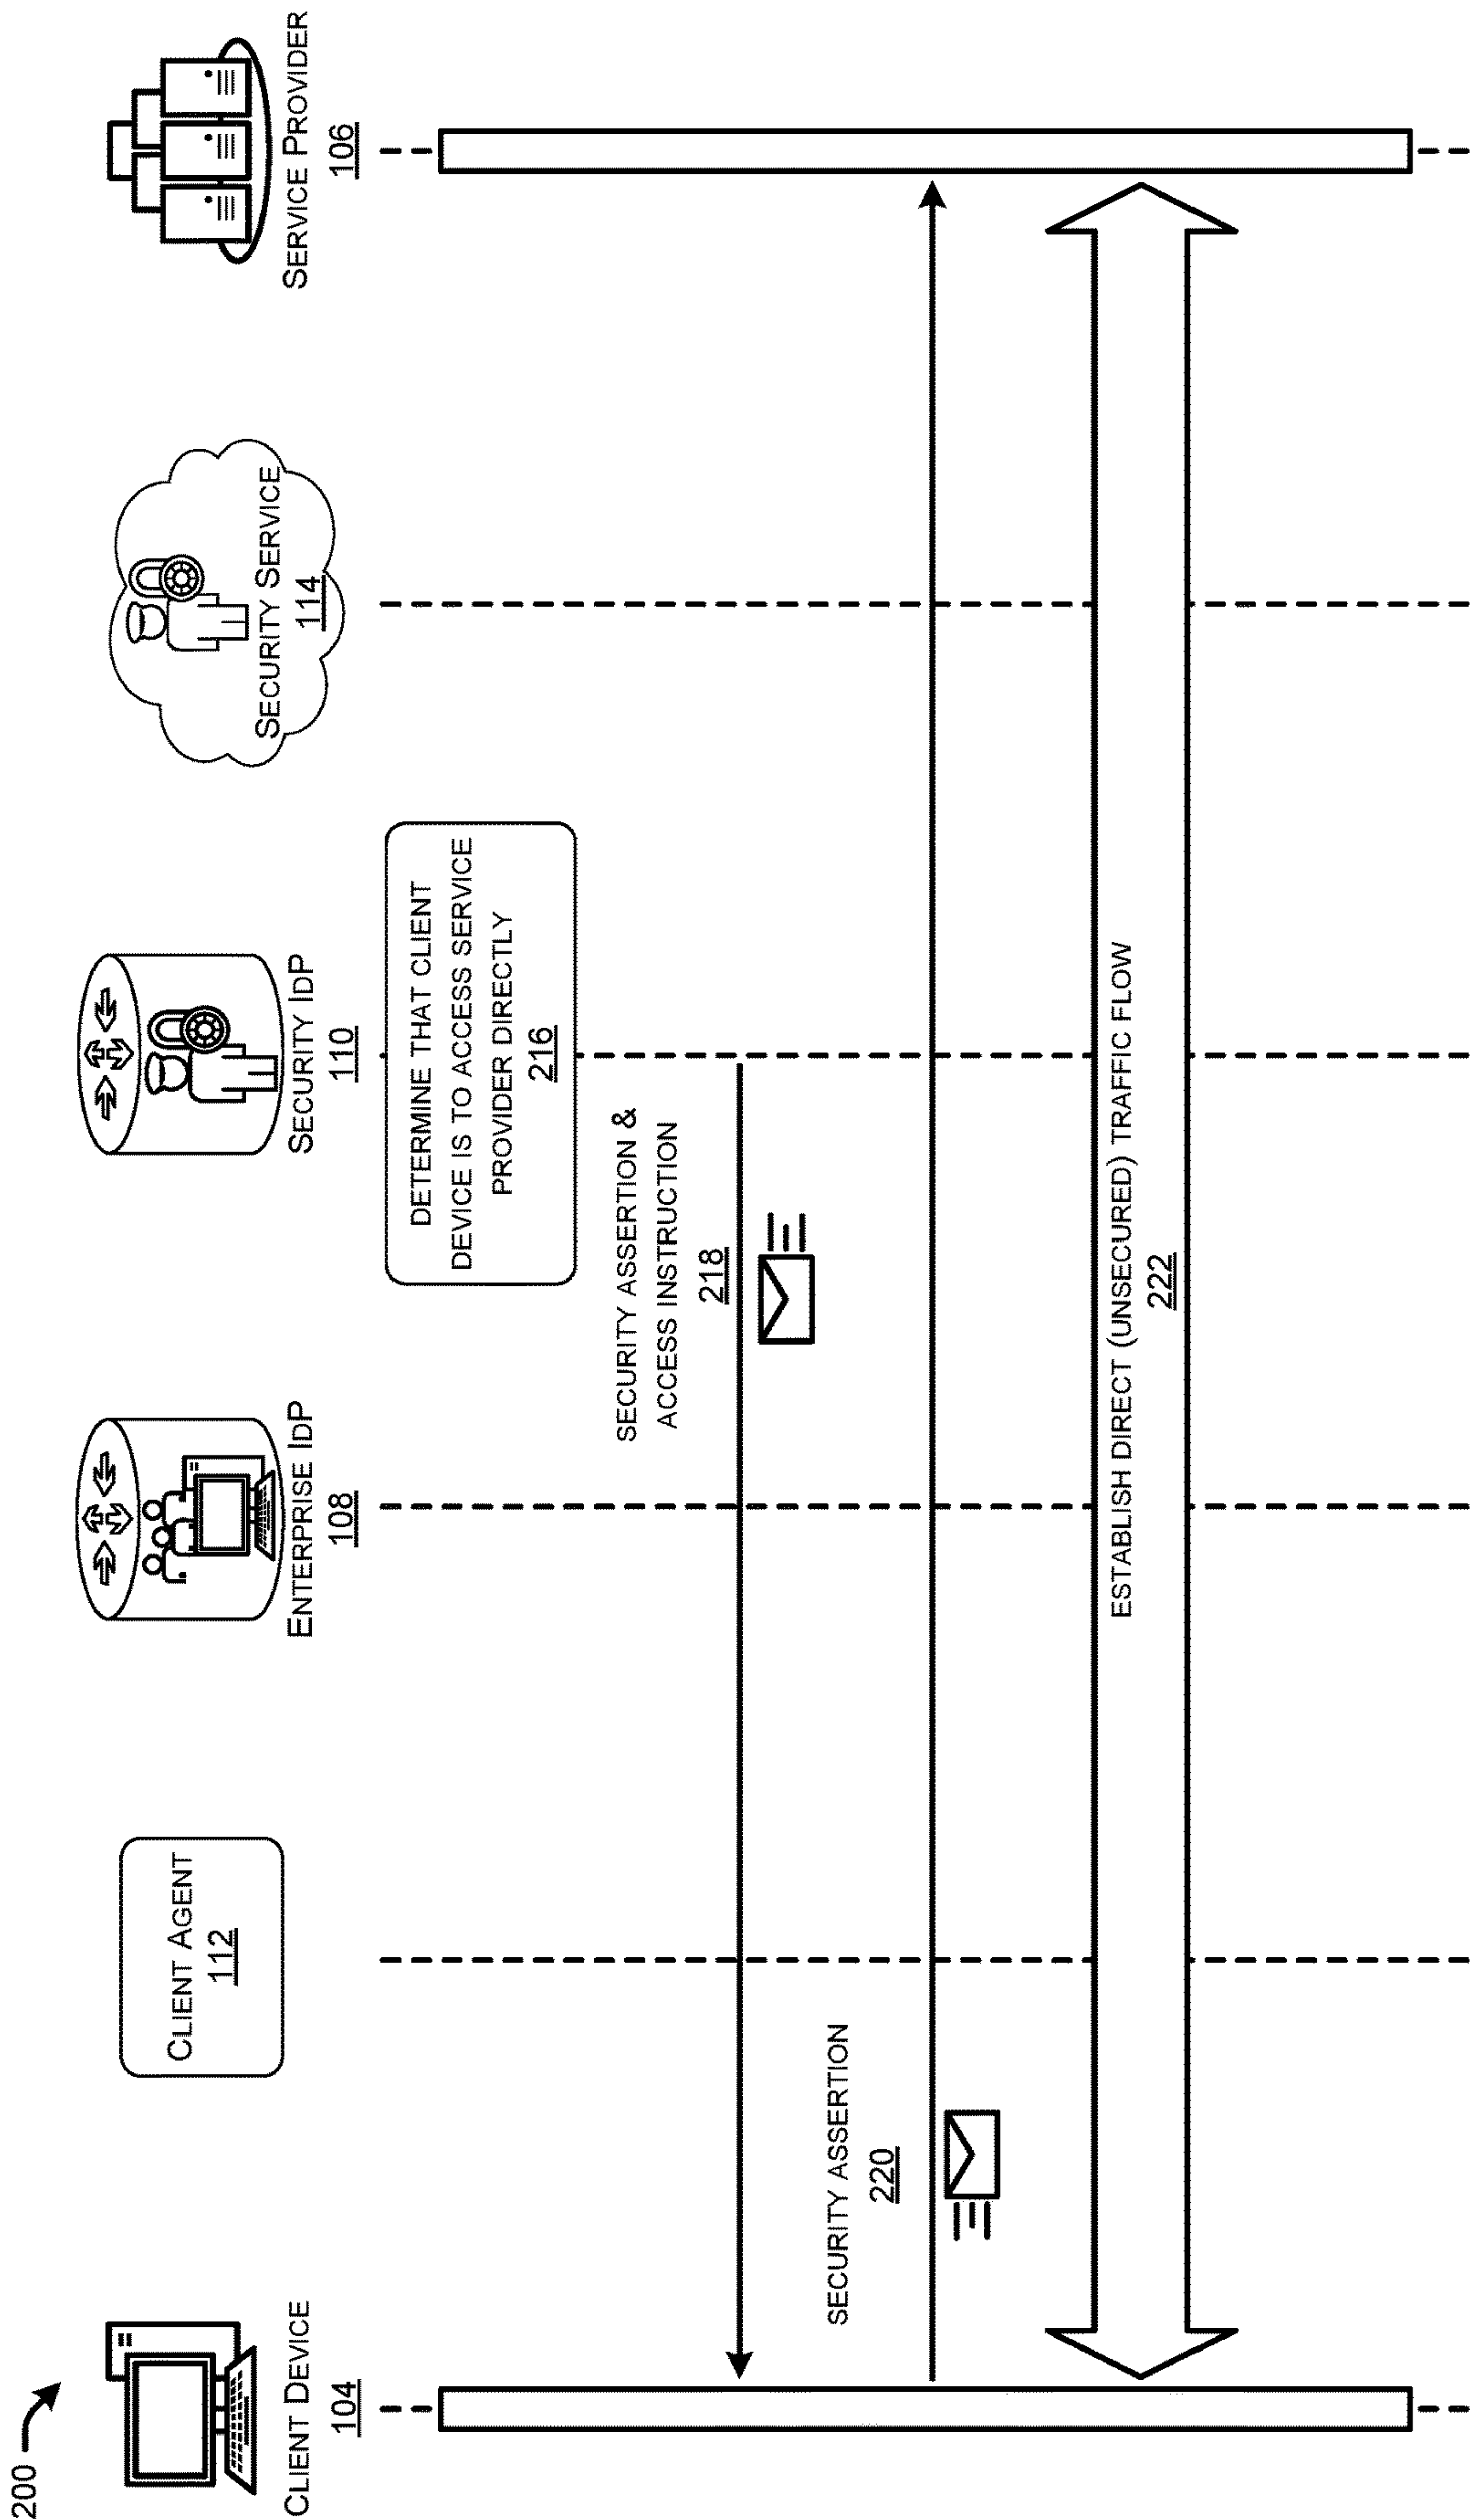 200
CLIENT DEVICE
104
CLIENT AGENT
112
ENTERPRISE IDP
108
SECURITY IDP
110
SECURITY SERVICE
114
SERVICE PROVIDER
106
DETERMINE THAT CLIENT
DEVICE IS TO ACCESS SERVICE
PROVIDER DIRECTLY
216
SECURITY ASSERTION &
ACCESS INSTRUCTION
218
SECURITY ASSERTION
220
ESTABLISH DIRECT (UNSECURED) TRAFFIC FLOW
222